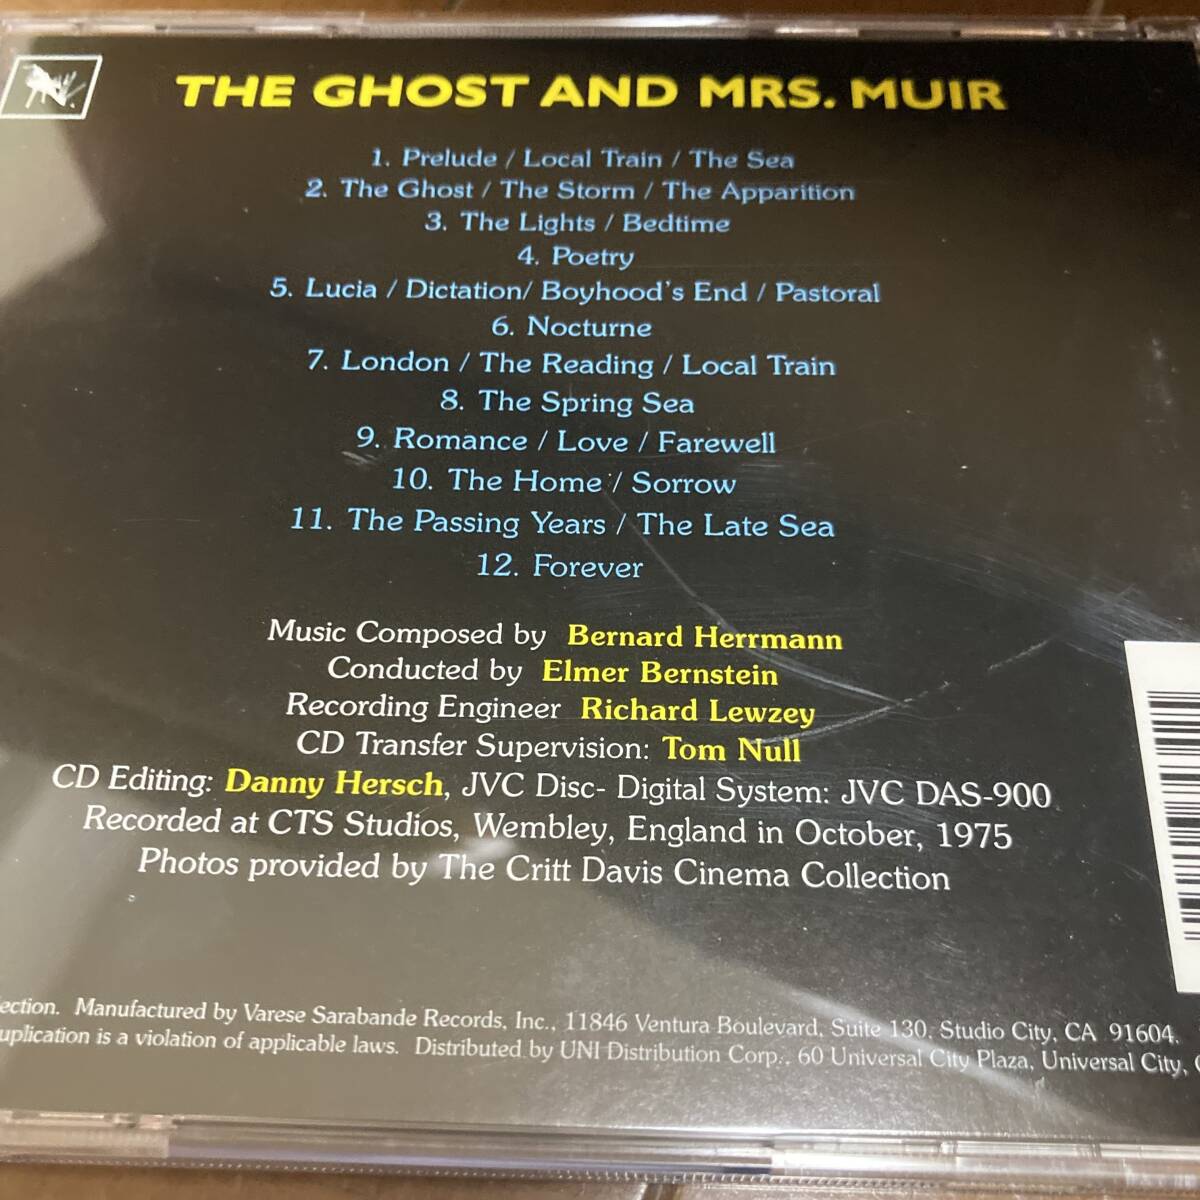 THE GHOST AND MRS. MUIR
1. Prelude / Local Train / The Sea
2. The Ghost / The Storm / The Apparition
3. The Lights / Bedtime
4. Poetry
5. Lucia / Dictation/ Boyhood's End / Pastoral
6. Nocturne
7. London / The Reading / Local Train
8. The Spring Sea
9. Romance / Love / Farewell
10. The Home / Sorrow
11. The Passing Years / The Late Sea
12. Forever
Music Composed by Bernard Herrmann
Conducted by Elmer Bernstein
Recording Engineer Richard Lewzey
CD Transfer Supervision: Tom Null
CD Editing: Danny Hersch, JVC Disc- Digital System: JVC DAS-900
Recorded at CTS Studios, Wembley, England in October, 1975
Photos provided by The Critt Davis Cinema Collection
ection. Manufactured by Varese Sarabande Records, Inc., 11846 Ventura Boulevard, Suite 130, Studio City, CA 91604.
uplication is a violation of applicable laws. Distributed by UNI Distribution Corp., 60 Universal City Plaza, Universal City,